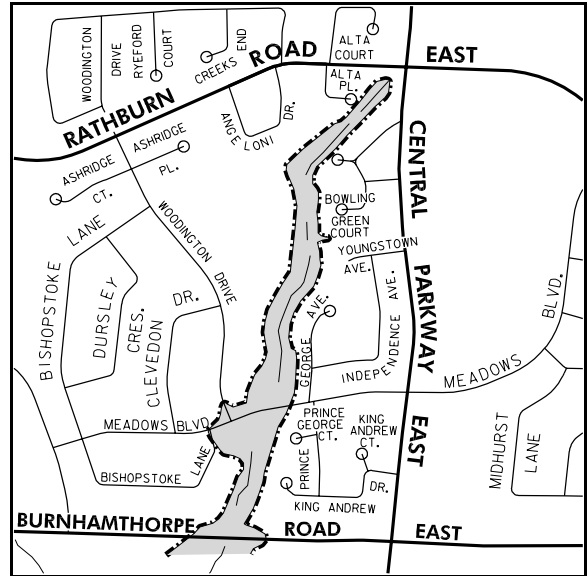 WOODINGTON
DRIVE
RYEFORD
COURT
CREEKS
END
ROAD
ALTA
COURT
EAST
ALTA
PL.
RATHBURN
ANGELONI
DR.
ASHRIDGE
PL.
ASHRIDGE
CT.
CENTRAL
BOWLING
GREEN
COURT
YOUNGSTOWN
AVE.
LANE
WOODINGTON
DRIVE
BISHOPSTOKE
DURSLEY
CRES.
CLEVEDON
DR.
AVE.
GEORGE
INDEPENDENCE AVE.
PARKWAY
BLVD.
MEADOWS
MEADOWS BLVD
PRINCE
GEORGE
CT.
KING
ANDREW
CT.
EAST
MIDHURST
LANE
BISHOPSTOKE
LANE
PRINCE
KING ANDREW
DR.
BURNHAMTHORPE
ROAD
EAST